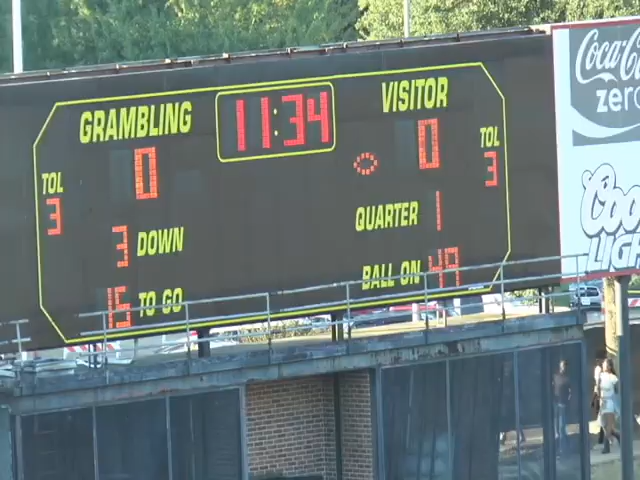 GRAMBLING 11:34 VISITOR
0 0
TOL 3 TOL 3
3 DOWN QUARTER 1
15 TO GO BALL ON 49
Coca-Cola
zero
Coors
LIGHT